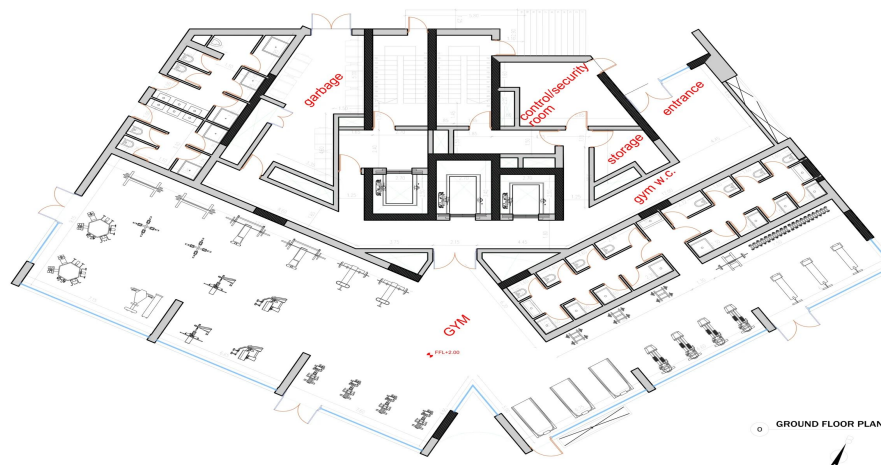 garbage
control/security
room
entrance
storage
gym w.c.
GYM
FFL+2.00
GROUND FLOOR PLAN